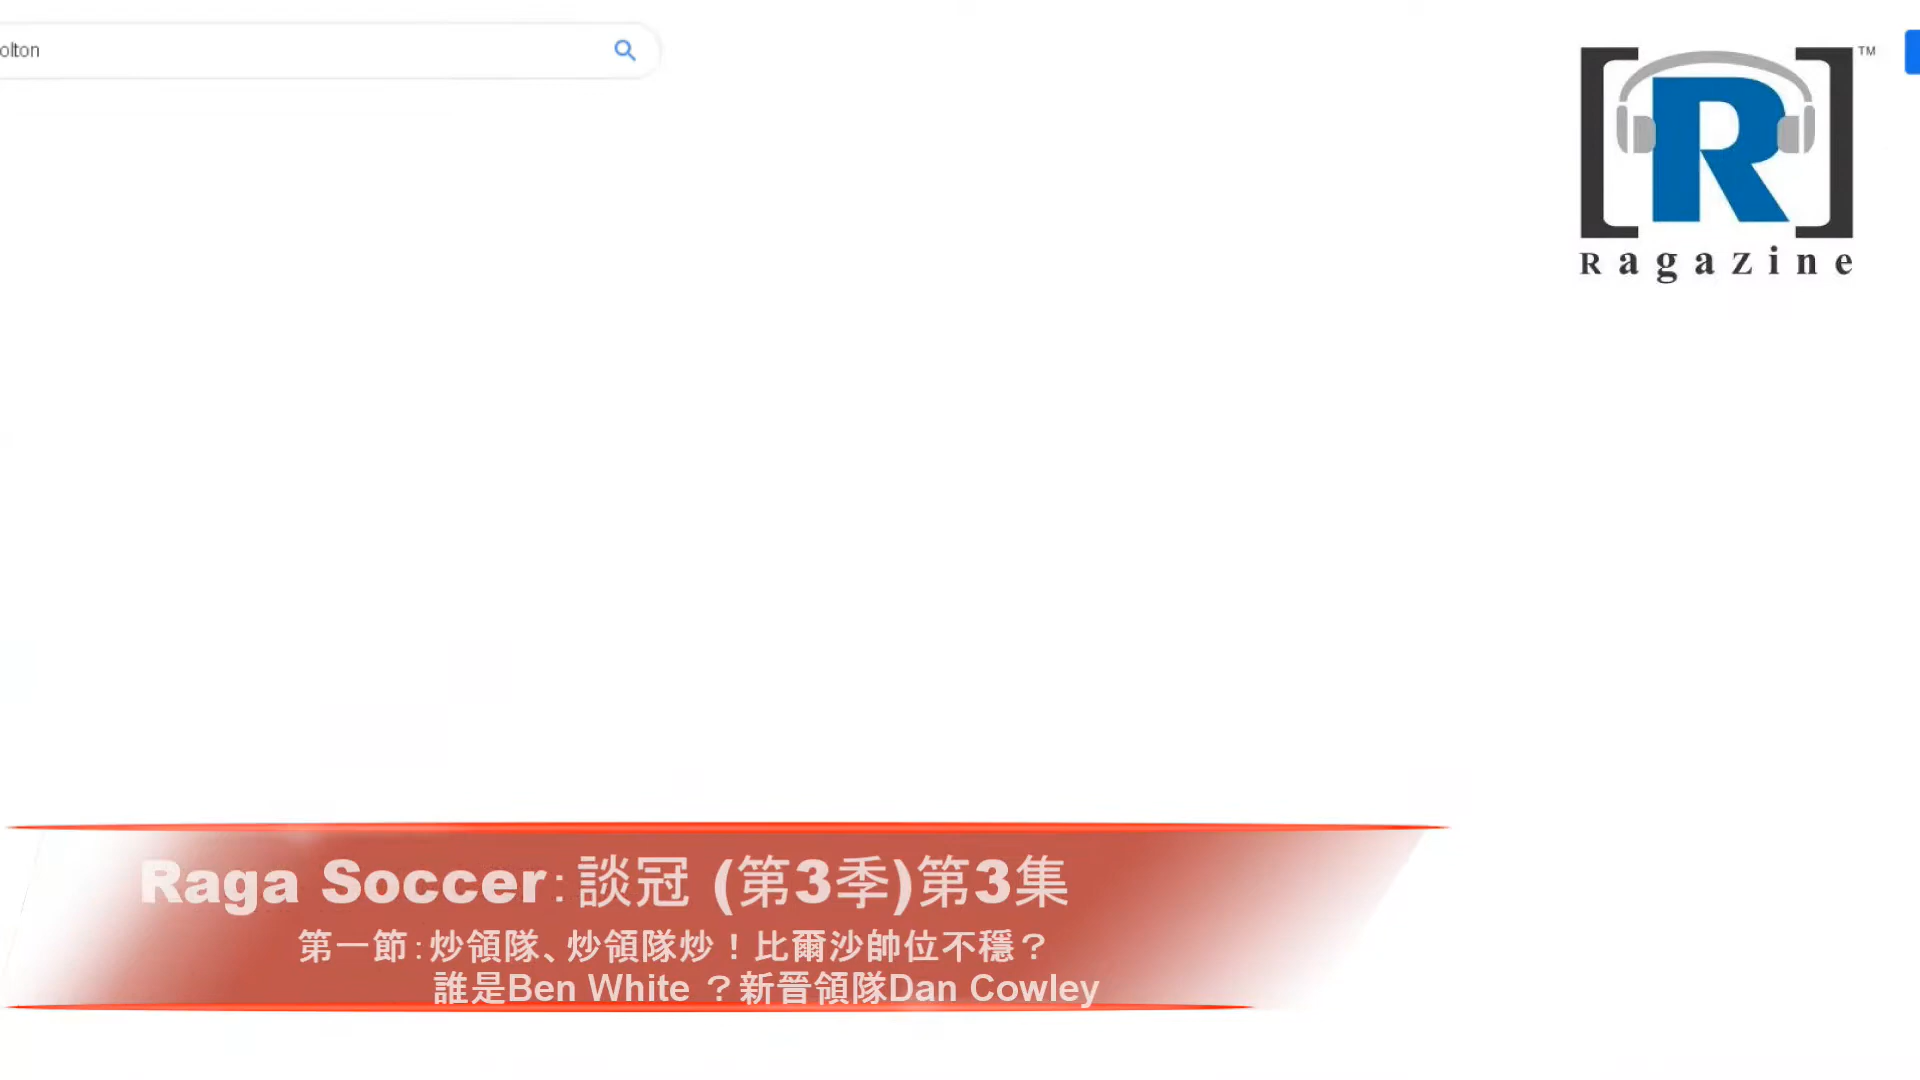 olton
TM
R
Ragazine
Raga Soccer:談冠 (第3季)第3集
第一節:炒領隊、炒領隊炒！比爾沙帥位不穩？
誰是Ben White ？新晉領隊Dan Cowley